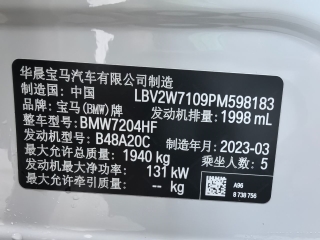 华晨宝马汽车有限公司制造
制造国：中国 LBV2W7109PM598183
品牌：宝马(BMW)牌 发动机排量：1998 mL
整车型号：BMW7204HF
发动机型号：B48A20C 制造年月：2023-03
最大允许总质量：1940 kg 乘坐人数：5
发动机最大净功率：131 kW
最大允许牵引质量：-- kg
A96
8 738 756